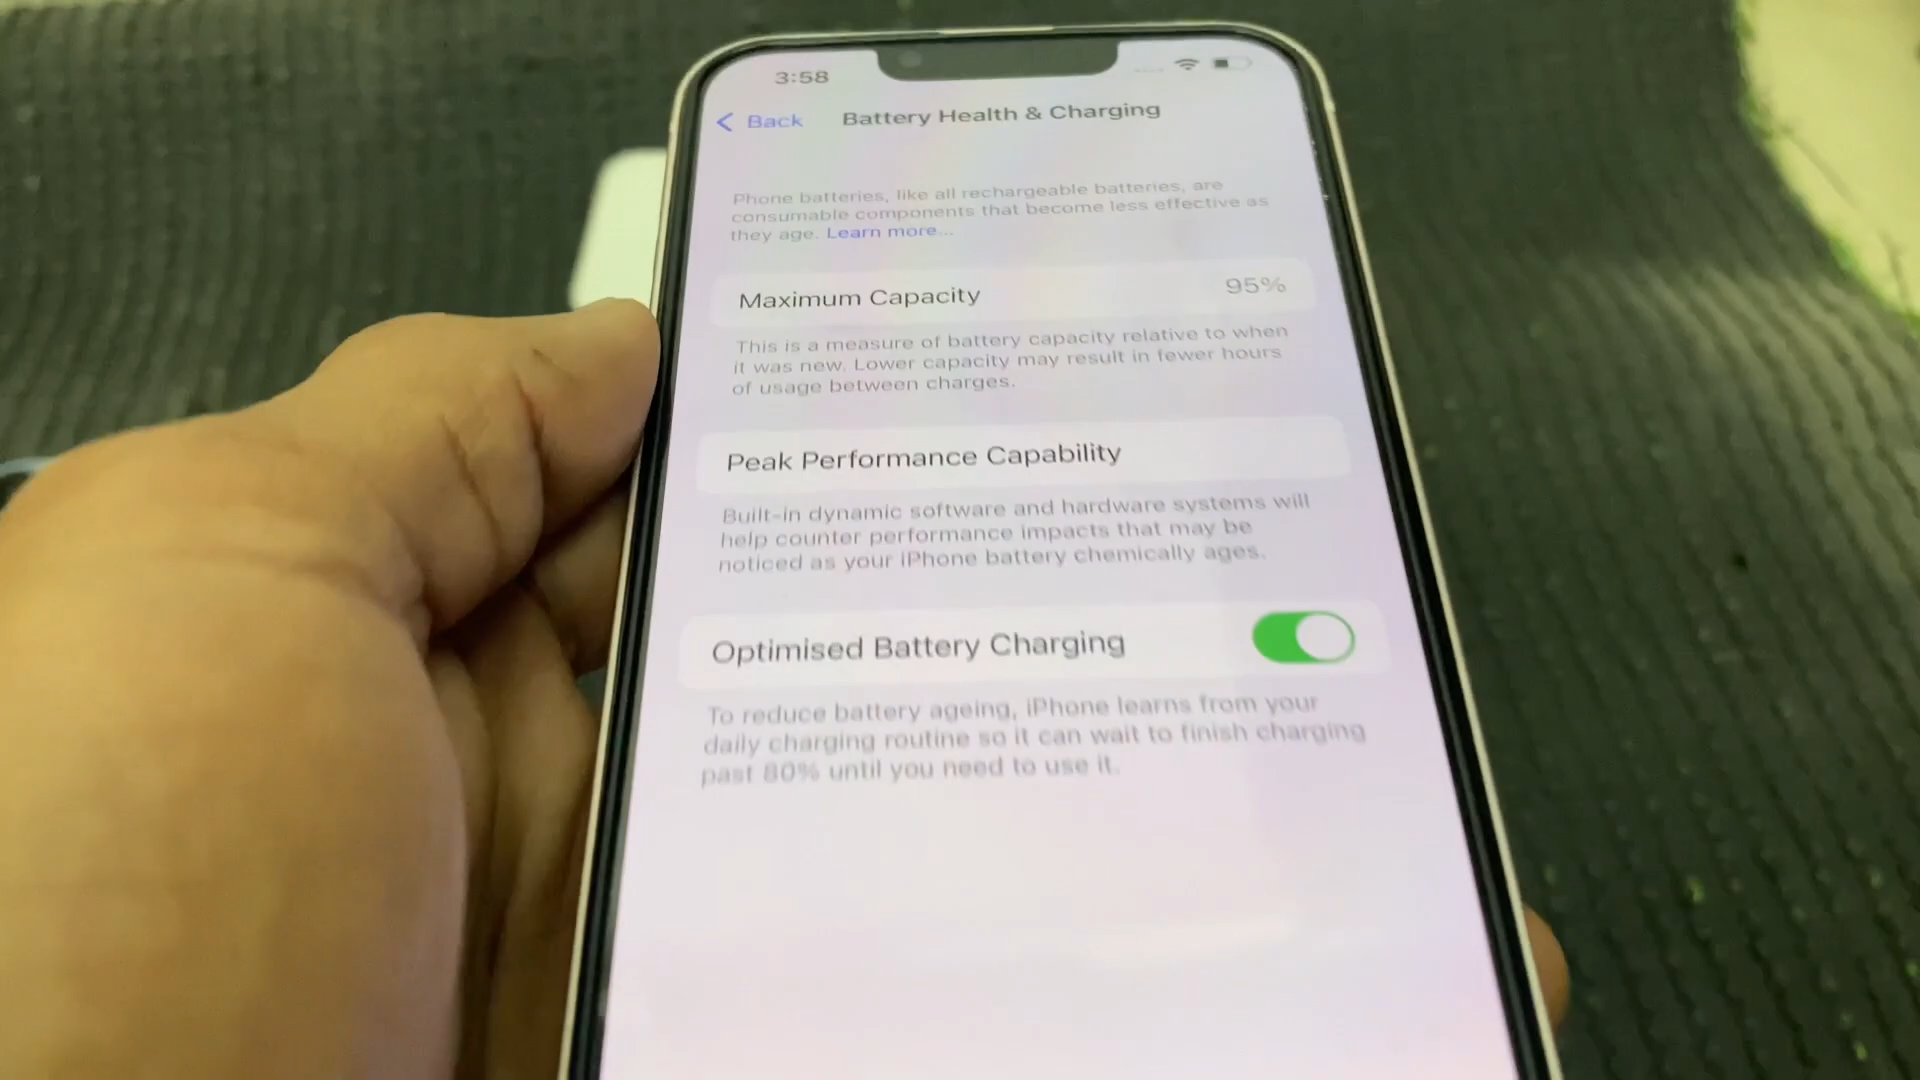 3:58
Back Battery Health & Charging
Phone batteries, like all rechargeable batteries, are
consumable components that become less effective as
they age. Learn more...
Maximum Capacity 95%
This is a measure of battery capacity relative to when
it was new. Lower capacity may result in fewer hours
of usage between charges.
Peak Performance Capability
Built-in dynamic software and hardware systems will
help counter performance impacts that may be
noticed as your iPhone battery chemically ages.
Optimised Battery Charging
To reduce battery ageing, iPhone learns from your
daily charging routine so it can wait to finish charging
past 80% until you need to use it.